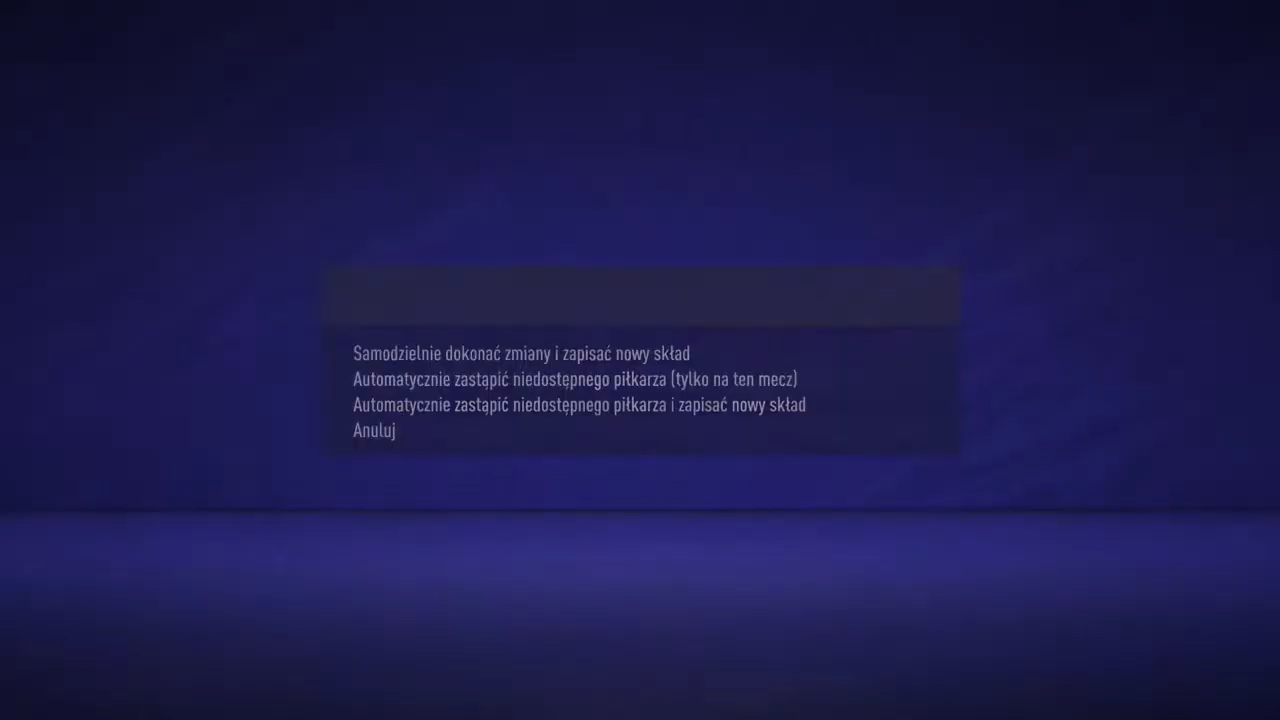 Samodzielnie dokonać zmiany i zapisać nowy skład
Automatycznie zastąpić niedostępnego piłkarza (tylko na ten mecz)
Automatycznie zastąpić niedostępnego piłkarza i zapisać nowy skład
Anuluj